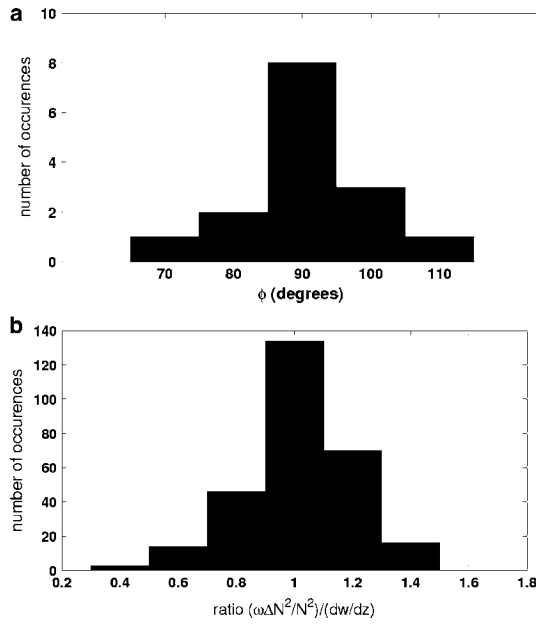 a
10
8
6
4
2
0
number of occurences
70 80 90 100 110
ϕ (degrees)
b
140
120
100
80
60
40
20
0
number of occurences
0.2 0.4 0.6 0.8 1 1.2 1.4 1.6 1.8
ratio (ωΔN²/N²)/(dw/dz)